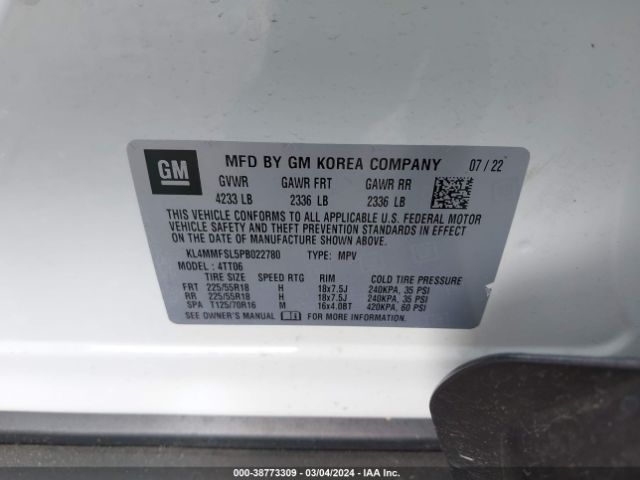 GM
MFD BY GM KOREA COMPANY 07 / 22
GVWR GAWR FRT GAWR RR
4233 LB 2336 LB 2336 LB
THIS VEHICLE CONFORMS TO ALL APPLICABLE U.S. FEDERAL MOTOR
VEHICLE SAFETY AND THEFT PREVENTION STANDARDS IN EFFECT
ON THE DATE OF MANUFACTURE SHOWN ABOVE.
KL4MMFSL5PB022780 TYPE: MPV
MODEL : 4TT06
TIRE SIZE SPEED RTG RIM COLD TIRE PRESSURE
FRT 225/55R18 H 18x7.5J 240KPA, 35 PSI
RR 225/55R18 H 18x7.5J 240KPA, 35 PSI
SPA T125/70R16 M 16x4.0BT 420KPA, 60 PSI
SEE OWNER'S MANUAL i FOR MORE INFORMATION.
000-38773309 — 03/04/2024 — IAA Inc.